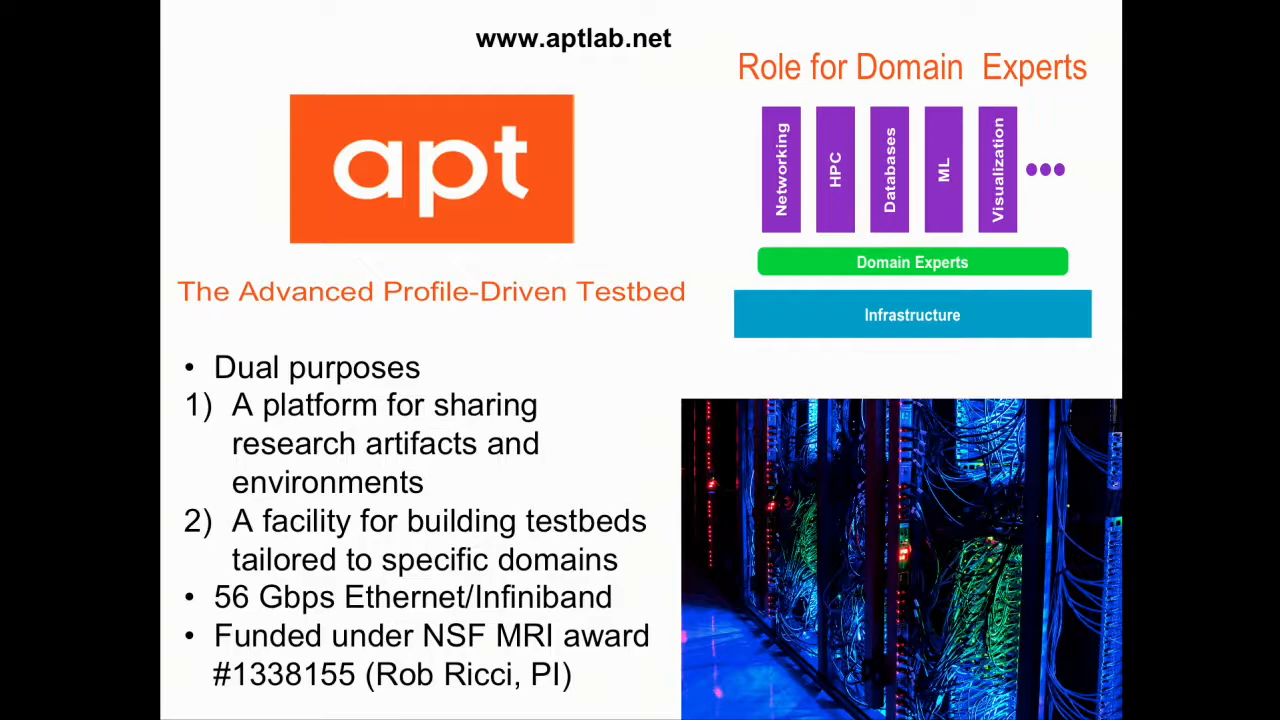 www.aptlab.net
apt
The Advanced Profile-Driven Testbed
• Dual purposes
1) A platform for sharing
research artifacts and
environments
2) A facility for building testbeds
tailored to specific domains
• 56 Gbps Ethernet/Infiniband
• Funded under NSF MRI award
#1338155 (Rob Ricci, PI)
Role for Domain Experts
Networking
HPC
Databases
ML
Visualization
Domain Experts
Infrastructure